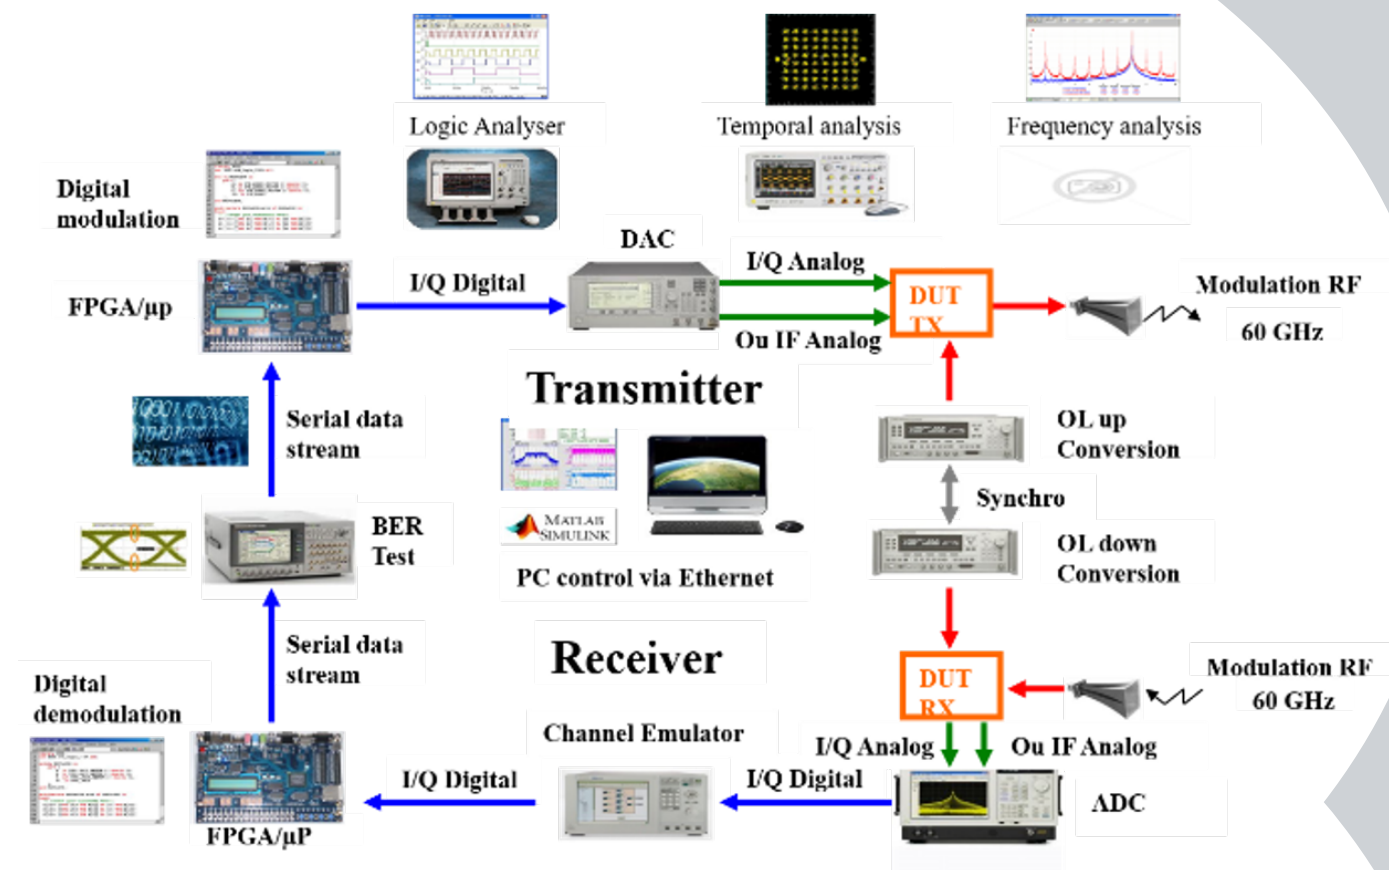 Logic Analyser
Temporal analysis
Frequency analysis
Digital
modulation
DAC
I/Q Digital
I/Q Analog
FPGA/µp
DUT
TX
Modulation RF
60 GHz
Ou IF Analog
Transmitter
Serial data
stream
OL up
Conversion
Synchro
MATLAB
SIMULINK
BER
Test
OL down
Conversion
PC control via Ethernet
Serial data
stream
Receiver
DUT
RX
Modulation RF
60 GHz
Digital
demodulation
Channel Emulator
I/Q Analog
Ou IF Analog
I/Q Digital
I/Q Digital
ADC
FPGA/µP